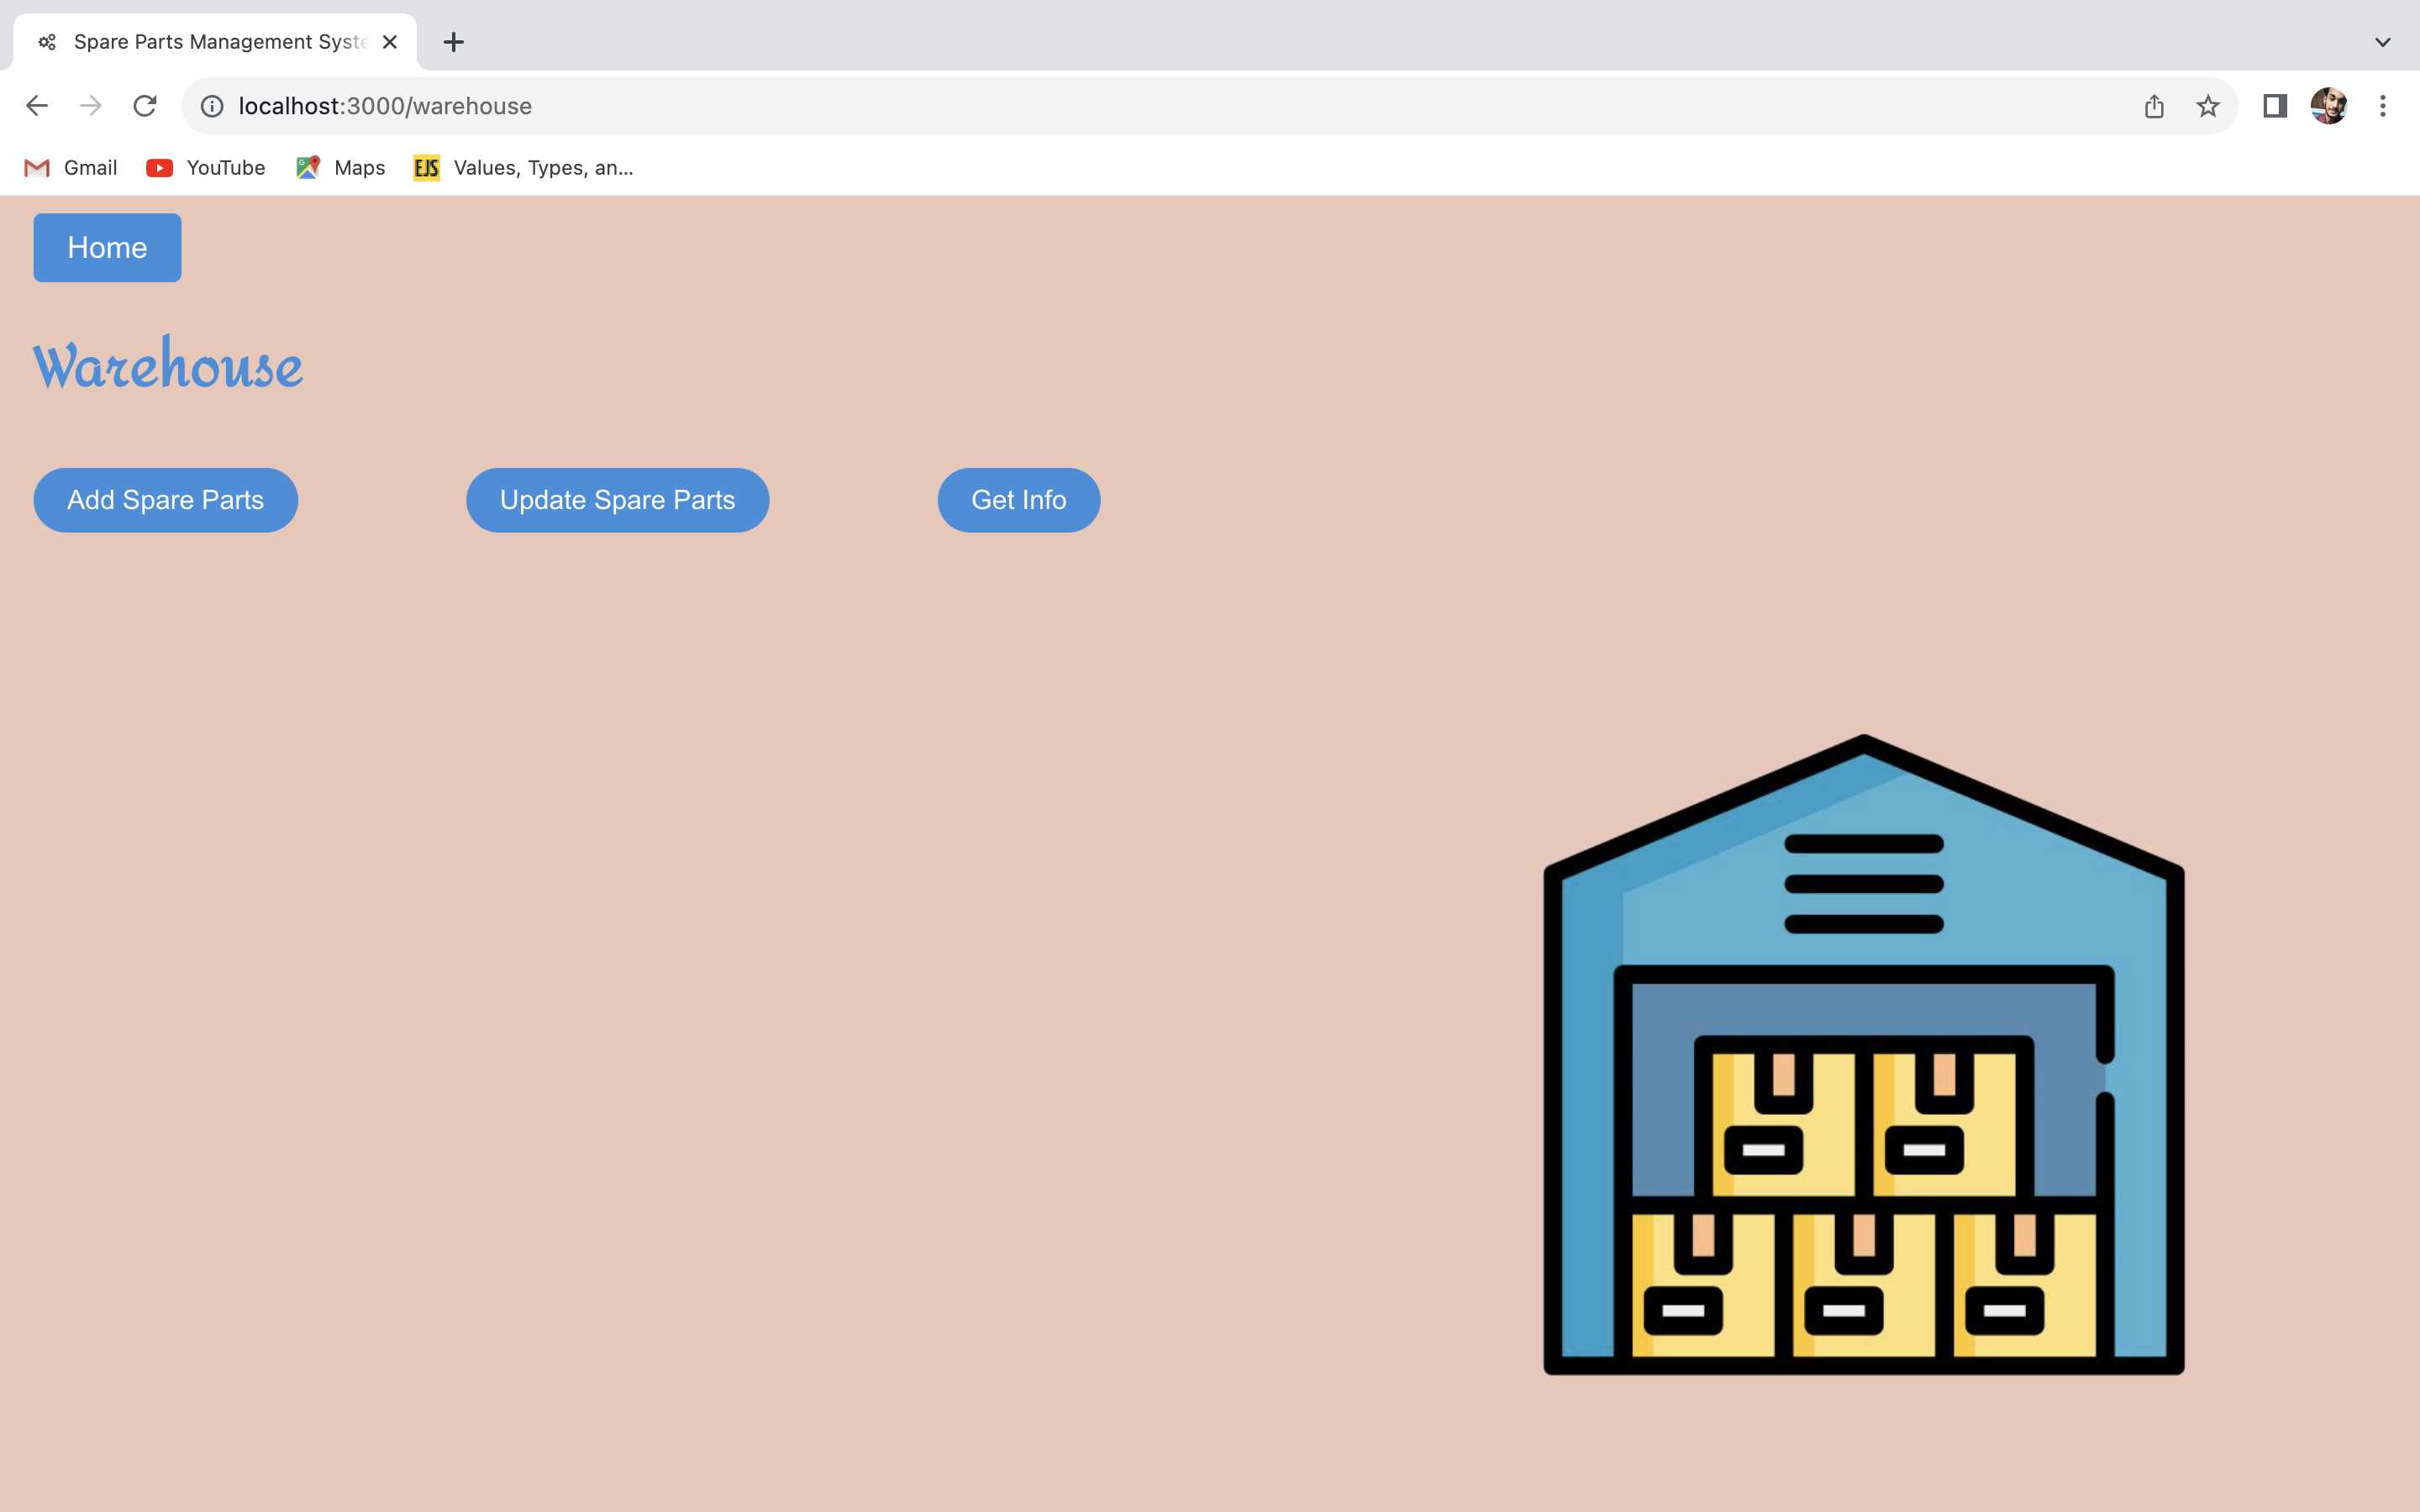 Spare Parts Management Syste
localhost:3000/warehouse
Gmail YouTube Maps EJS Values, Types, an...
Home
Warehouse
Add Spare Parts Update Spare Parts Get Info